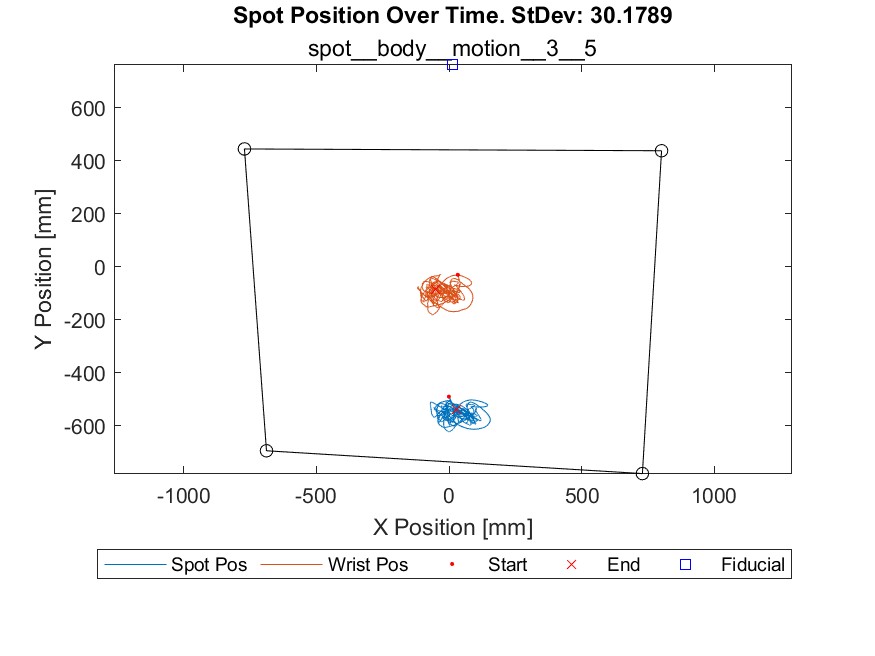 Spot Position Over Time. StDev: 30.1789
spot__body__motion__3__5
600
400
200
0
-200
-400
-600
Y Position [mm]
-1000 -500 0 500 1000
X Position [mm]
Spot Pos Wrist Pos Start End Fiducial